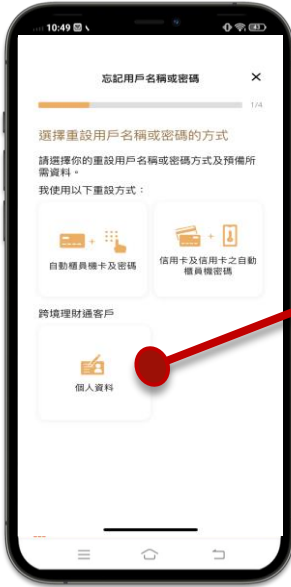 10:49
忘記用戶名稱或密碼
1/4
選擇重設用戶名稱或密碼的方式
請選擇你的重設用戶名稱或密碼方式及預備所
需資料。
我使用以下重設方式：
自動櫃員機卡及密碼
信用卡及信用卡之自動
櫃員機密碼
跨境理財通客戶
個人資料